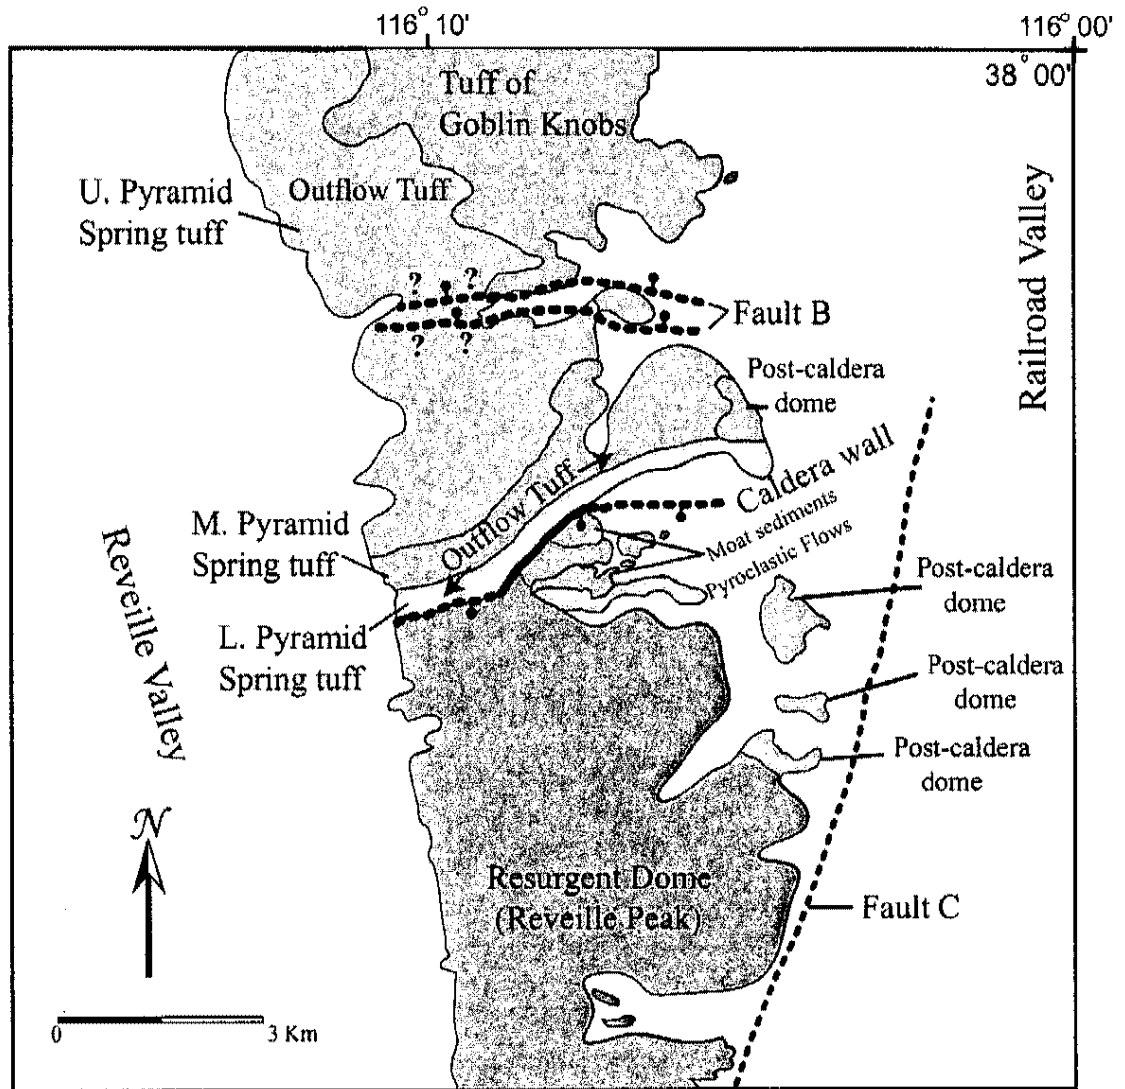 116° 10'
116° 00'
38° 00'
Tuff of
Goblin Knobs
U. Pyramid
Spring tuff
Outflow Tuff
Railroad Valley
? ?
Fault B
? ?
Post-caldera
dome
Caldera wall
Outflow Tuff
Moat sediments
M. Pyramid
Spring tuff
Pyroclastic Flows
Reveille Valley
Post-caldera
dome
L. Pyramid
Spring tuff
Post-caldera
dome
Post-caldera
dome
N
Resurgent Dome
(Reveille Peak)
Fault C
0 3 Km